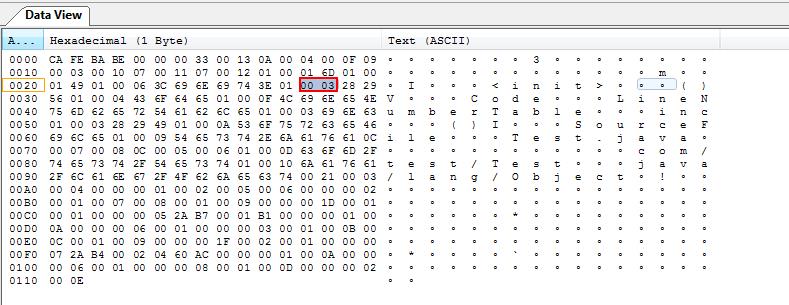 Data View
A... Hexadecimal (1 Byte) Text (ASCII)
0000 CA FE BA BE 00 00 00 33 00 13 0A 00 04 00 0F 09 ∘ ∘ ∘ ∘ ∘ ∘ ∘ 3 ∘ ∘ ∘ ∘ ∘ ∘ ∘ ∘
0010 00 03 00 10 07 00 11 07 00 12 01 00 01 6D 01 00 ∘ ∘ ∘ ∘ ∘ ∘ ∘ ∘ ∘ ∘ ∘ ∘ ∘ m ∘ ∘
0020 01 49 01 00 06 3C 69 6E 69 74 3E 01 00 03 28 29 ∘ I ∘ ∘ ∘ < i n i t > ∘ ∘ ∘ ( )
0030 56 01 00 04 43 6F 64 65 01 00 0F 4C 69 6E 65 4E V ∘ ∘ ∘ C o d e ∘ ∘ ∘ L i n e N
0040 75 6D 62 65 72 54 61 62 6C 65 01 00 03 69 6E 63 u m b e r T a b l e ∘ ∘ ∘ i n c
0050 01 00 03 28 29 49 01 00 0A 53 6F 75 72 63 65 46 ∘ ∘ ∘ ( ) I ∘ ∘ ∘ S o u r c e F
0060 69 6C 65 01 00 09 54 65 73 74 2E 6A 61 76 61 0C i l e ∘ ∘ ∘ T e s t . j a v a ∘
0070 00 07 00 08 0C 00 05 00 06 01 00 0D 63 6F 6D 2F ∘ ∘ ∘ ∘ ∘ ∘ ∘ ∘ ∘ ∘ ∘ ∘ c o m /
0080 74 65 73 74 2F 54 65 73 74 01 00 10 6A 61 76 61 t e s t / T e s t ∘ ∘ ∘ j a v a
0090 2F 6C 61 6E 67 2F 4F 62 6A 65 63 74 00 21 00 03 / l a n g / O b j e c t ∘ ! ∘ ∘
00A0 00 04 00 00 00 01 00 02 00 05 00 06 00 00 00 02 ∘ ∘ ∘ ∘ ∘ ∘ ∘ ∘ ∘ ∘ ∘ ∘ ∘ ∘ ∘ ∘
00B0 00 01 00 07 00 08 00 01 00 09 00 00 00 1D 00 01 ∘ ∘ ∘ ∘ ∘ ∘ ∘ ∘ ∘ ∘ ∘ ∘ ∘ ∘ ∘ ∘
00C0 00 01 00 00 00 05 2A B7 00 01 B1 00 00 00 01 00 ∘ ∘ ∘ ∘ ∘ ∘ * ∘ ∘ ∘ ∘ ∘ ∘ ∘ ∘ ∘
00D0 0A 00 00 00 06 00 01 00 00 00 03 00 01 00 0B 00 ∘ ∘ ∘ ∘ ∘ ∘ ∘ ∘ ∘ ∘ ∘ ∘ ∘ ∘ ∘ ∘
00E0 0C 00 01 00 09 00 00 00 1F 00 02 00 01 00 00 00 ∘ ∘ ∘ ∘ ∘ ∘ ∘ ∘ ∘ ∘ ∘ ∘ ∘ ∘ ∘ ∘
00F0 07 2A B4 00 02 04 60 AC 00 00 00 01 00 0A 00 00 ∘ * ∘ ∘ ∘ ∘ ` ∘ ∘ ∘ ∘ ∘ ∘ ∘ ∘ ∘
0100 00 06 00 01 00 00 00 08 00 01 00 0D 00 00 00 02 ∘ ∘ ∘ ∘ ∘ ∘ ∘ ∘ ∘ ∘ ∘ ∘ ∘ ∘ ∘ ∘
0110 00 0E ∘ ∘